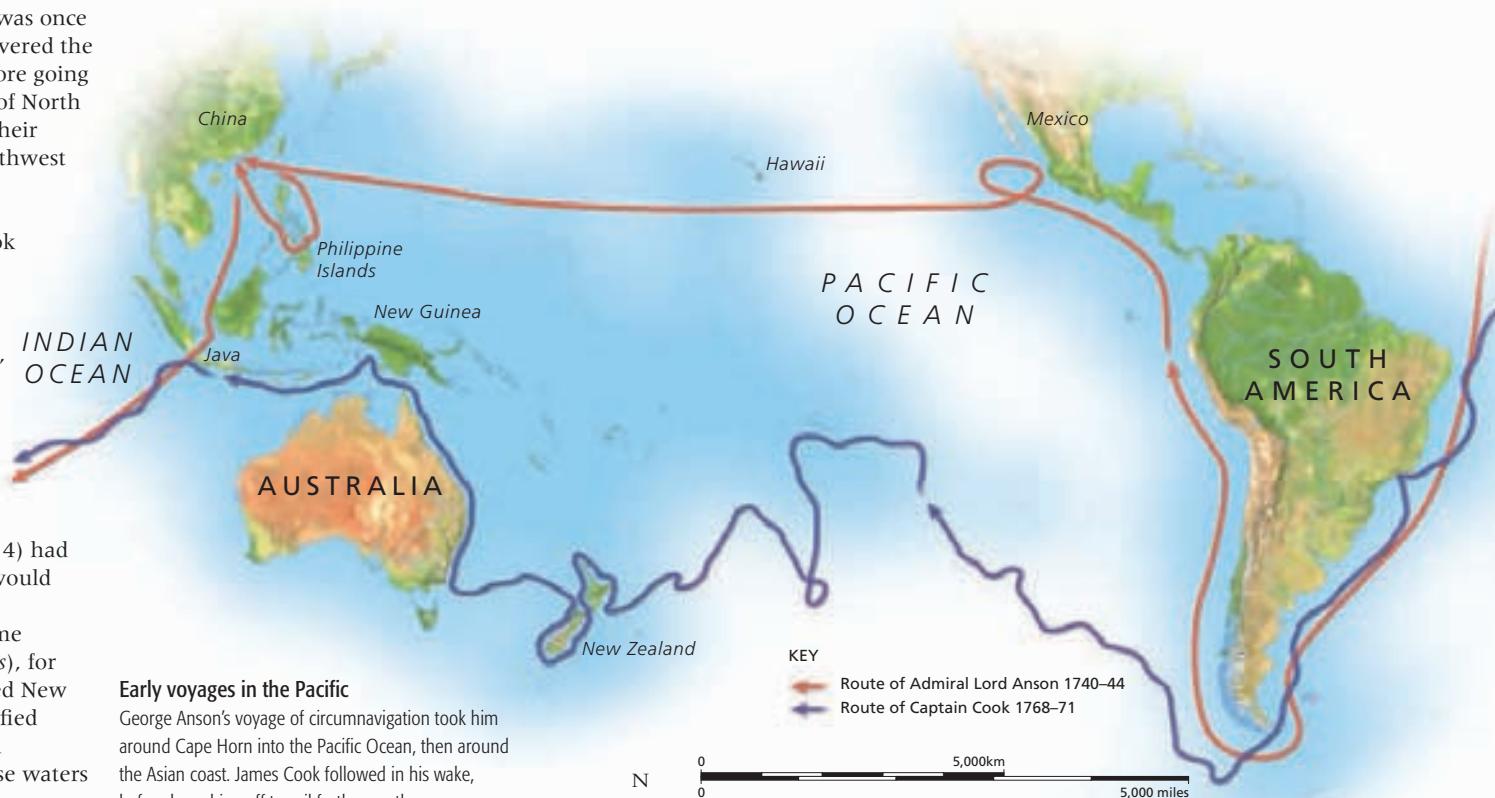 was once
vered the
ore going
of North
heir
thwest
ok
4) had
would
ne
s), for
ed New
fied
se waters
China
Mexico
Hawaii
Philippine
Islands
PACIFIC
OCEAN
New Guinea
INDIAN
OCEAN
Java
SOUTH
AMERICA
AUSTRALIA
New Zealand
KEY
Route of Admiral Lord Anson 1740–44
Route of Captain Cook 1768–71
Early voyages in the Pacific
George Anson's voyage of circumnavigation took him
around Cape Horn into the Pacific Ocean, then around
the Asian coast. James Cook followed in his wake,
N
0
5,000km
0
5,000 miles